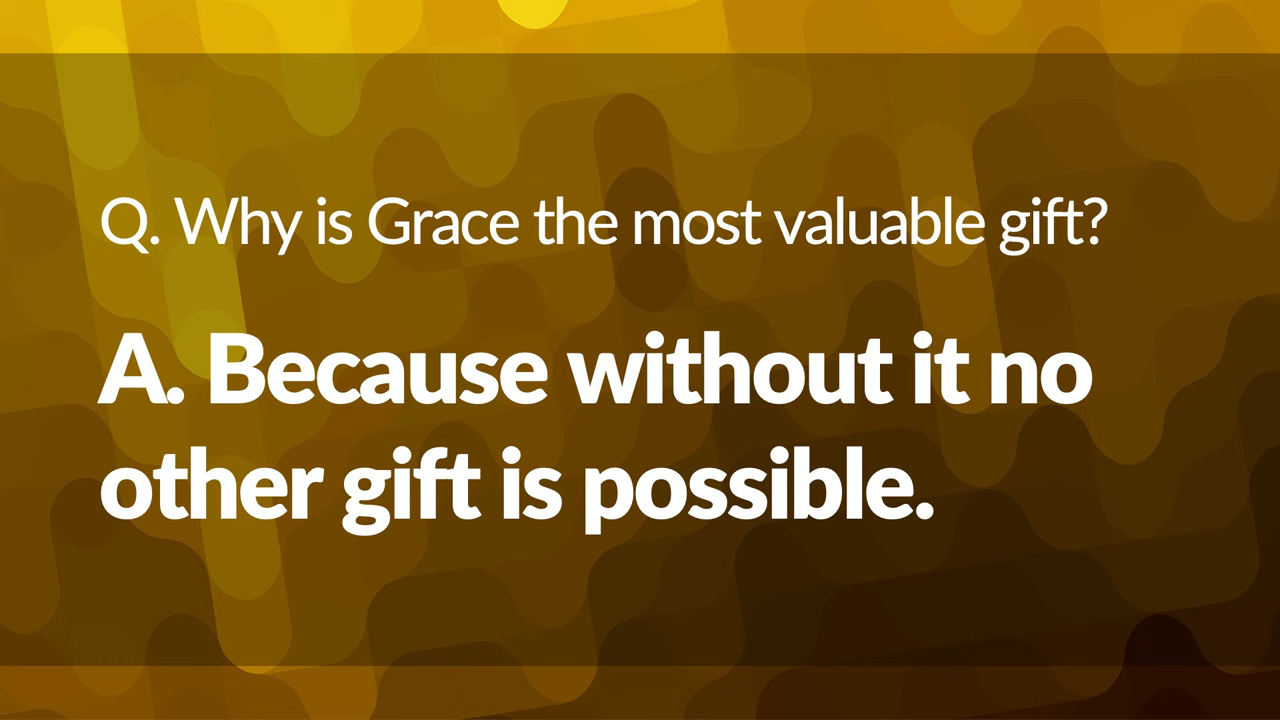 Q. Why is Grace the most valuable gift?
A. Because without it no
other gift is possible.